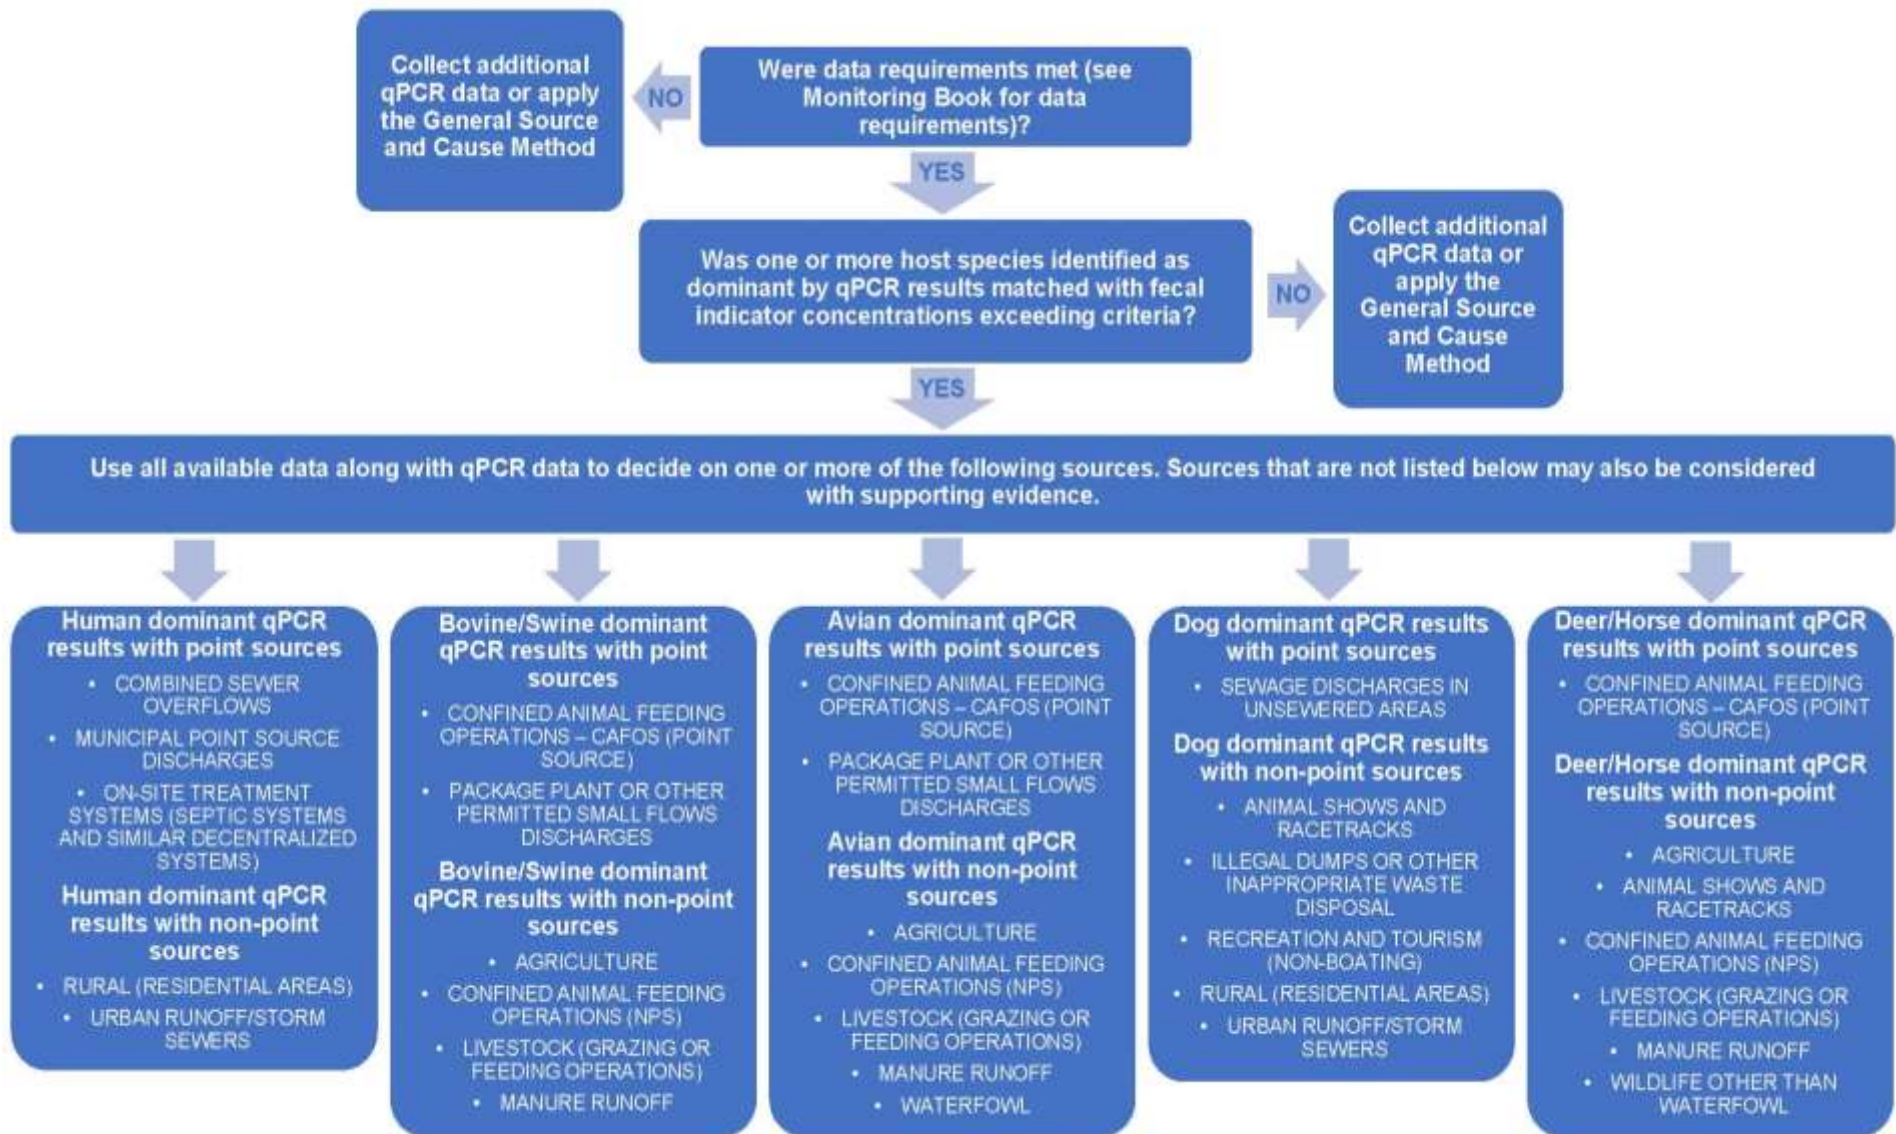 Collect additional
qPCR data or apply
the General Source
and Cause Method
NO
Were data requirements met (see
Monitoring Book for data
requirements)?
YES
Was one or more host species identified as
dominant by qPCR results matched with fecal
indicator concentrations exceeding criteria?
NO
Collect additional
qPCR data or
apply the
General Source
and Cause
Method
YES
Use all available data along with qPCR data to decide on one or more of the following sources. Sources that are not listed below may also be considered
with supporting evidence.
Human dominant qPCR
results with point sources
• COMBINED SEWER
OVERFLOWS
• MUNICIPAL POINT SOURCE
DISCHARGES
• ON-SITE TREATMENT
SYSTEMS (SEPTIC SYSTEMS
AND SIMILAR DECENTRALIZED
SYSTEMS)
Human dominant qPCR
results with non-point
sources
• RURAL (RESIDENTIAL AREAS)
• URBAN RUNOFF/STORM
SEWERS
Bovine/Swine dominant
qPCR results with point
sources
• CONFINED ANIMAL FEEDING
OPERATIONS – CAFOS (POINT
SOURCE)
• PACKAGE PLANT OR OTHER
PERMITTED SMALL FLOWS
DISCHARGES
Bovine/Swine dominant
qPCR results with non-point
sources
• AGRICULTURE
• CONFINED ANIMAL FEEDING
OPERATIONS (NPS)
• LIVESTOCK (GRAZING OR
FEEDING OPERATIONS)
• MANURE RUNOFF
Avian dominant qPCR
results with point sources
• CONFINED ANIMAL FEEDING
OPERATIONS – CAFOS (POINT
SOURCE)
• PACKAGE PLANT OR OTHER
PERMITTED SMALL FLOWS
DISCHARGES
Avian dominant qPCR
results with non-point
sources
• AGRICULTURE
• CONFINED ANIMAL FEEDING
OPERATIONS (NPS)
• LIVESTOCK (GRAZING OR
FEEDING OPERATIONS)
• MANURE RUNOFF
• WATERFOWL
Dog dominant qPCR results
with point sources
• SEWAGE DISCHARGES IN
UNSEWERED AREAS
Dog dominant qPCR results
with non-point sources
• ANIMAL SHOWS AND
RACETRACKS
• ILLEGAL DUMPS OR OTHER
INAPPROPRIATE WASTE
DISPOSAL
• RECREATION AND TOURISM
(NON-BOATING)
• RURAL (RESIDENTIAL AREAS)
• URBAN RUNOFF/STORM
SEWERS
Deer/Horse dominant qPCR
results with point sources
• CONFINED ANIMAL FEEDING
OPERATIONS – CAFOS (POINT
SOURCE)
Deer/Horse dominant qPCR
results with non-point
sources
• AGRICULTURE
• ANIMAL SHOWS AND
RACETRACKS
• CONFINED ANIMAL FEEDING
OPERATIONS (NPS)
• LIVESTOCK (GRAZING OR
FEEDING OPERATIONS)
• MANURE RUNOFF
• WILDLIFE OTHER THAN
WATERFOWL